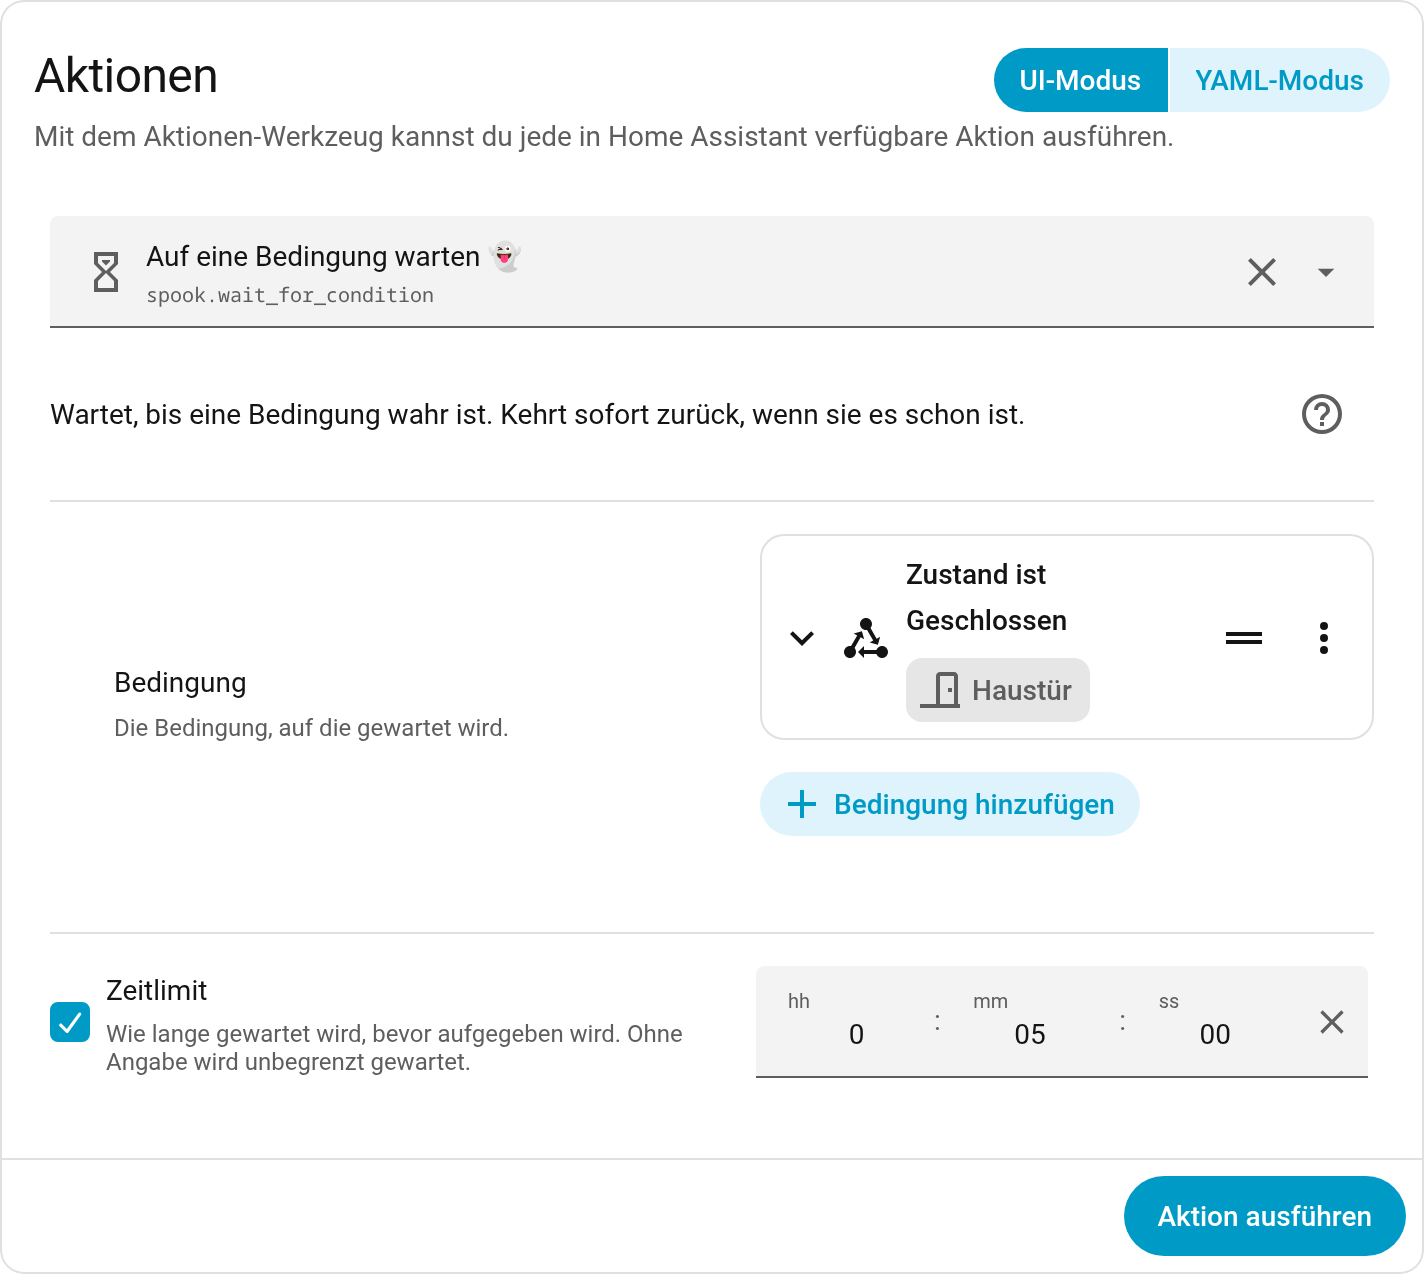 Aktionen
UI-Modus
YAML-Modus
Mit dem Aktionen-Werkzeug kannst du jede in Home Assistant verfügbare Aktion ausführen.
Auf eine Bedingung warten 👻
spook.wait_for_condition
Wartet, bis eine Bedingung wahr ist. Kehrt sofort zurück, wenn sie es schon ist.
Zustand ist
Geschlossen
Haustür
Bedingung
Die Bedingung, auf die gewartet wird.
Bedingung hinzufügen
Zeitlimit
Wie lange gewartet wird, bevor aufgegeben wird. Ohne
Angabe wird unbegrenzt gewartet.
hh mm ss
0 : 05 : 00
Aktion ausführen